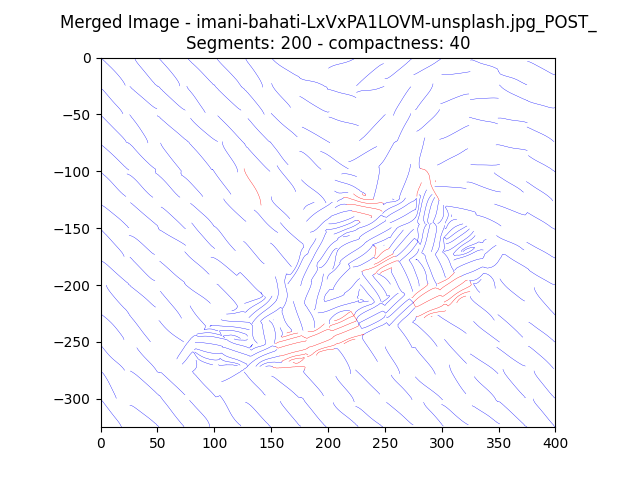 Merged Image - imani-bahati-LxVxPA1LOVM-unsplash.jpg_POST_
Segments: 200 - compactness: 40
0
−50
−100
−150
−200
−250
−300
0 50 100 150 200 250 300 350 400